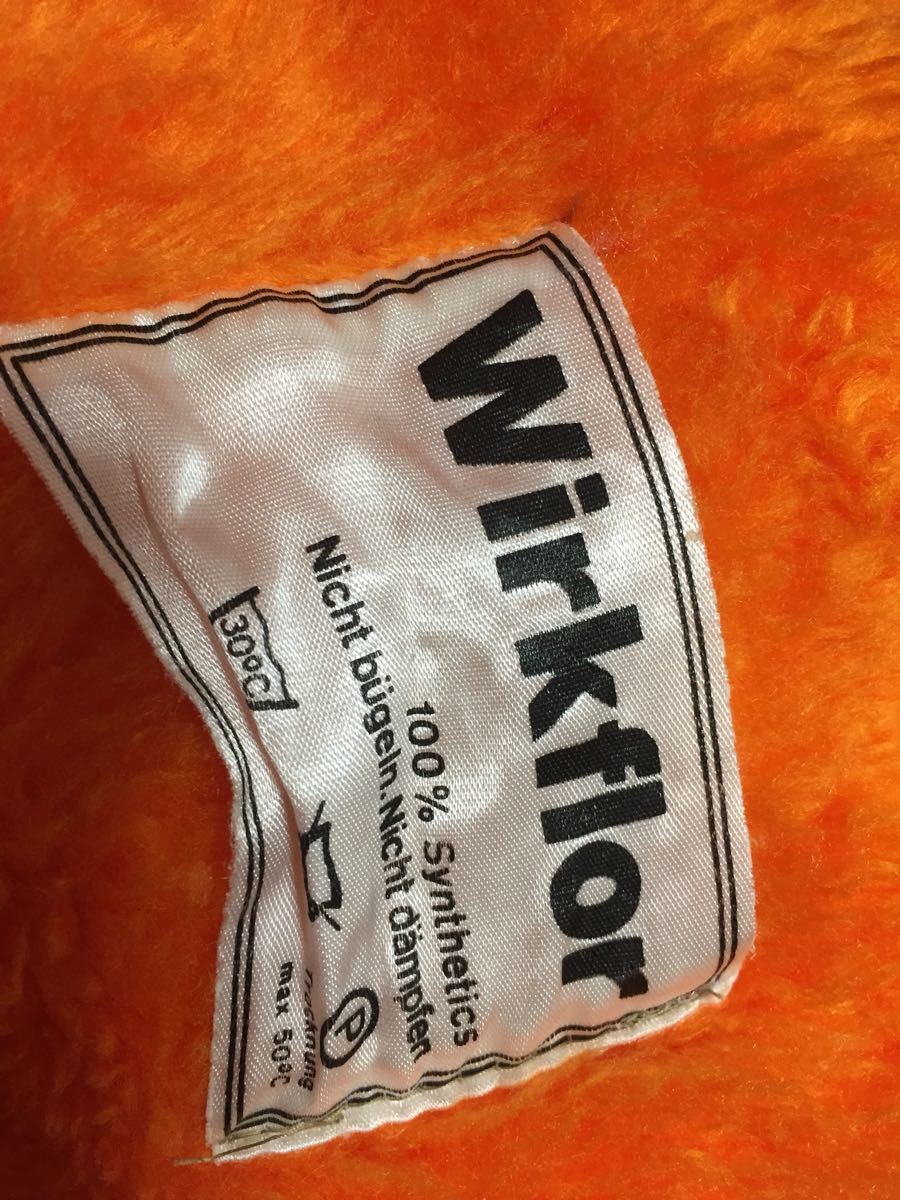 Wirkflor
100% Synthetics
Nicht bügeln.Nicht dämpfen
30°C
P
max 50°C